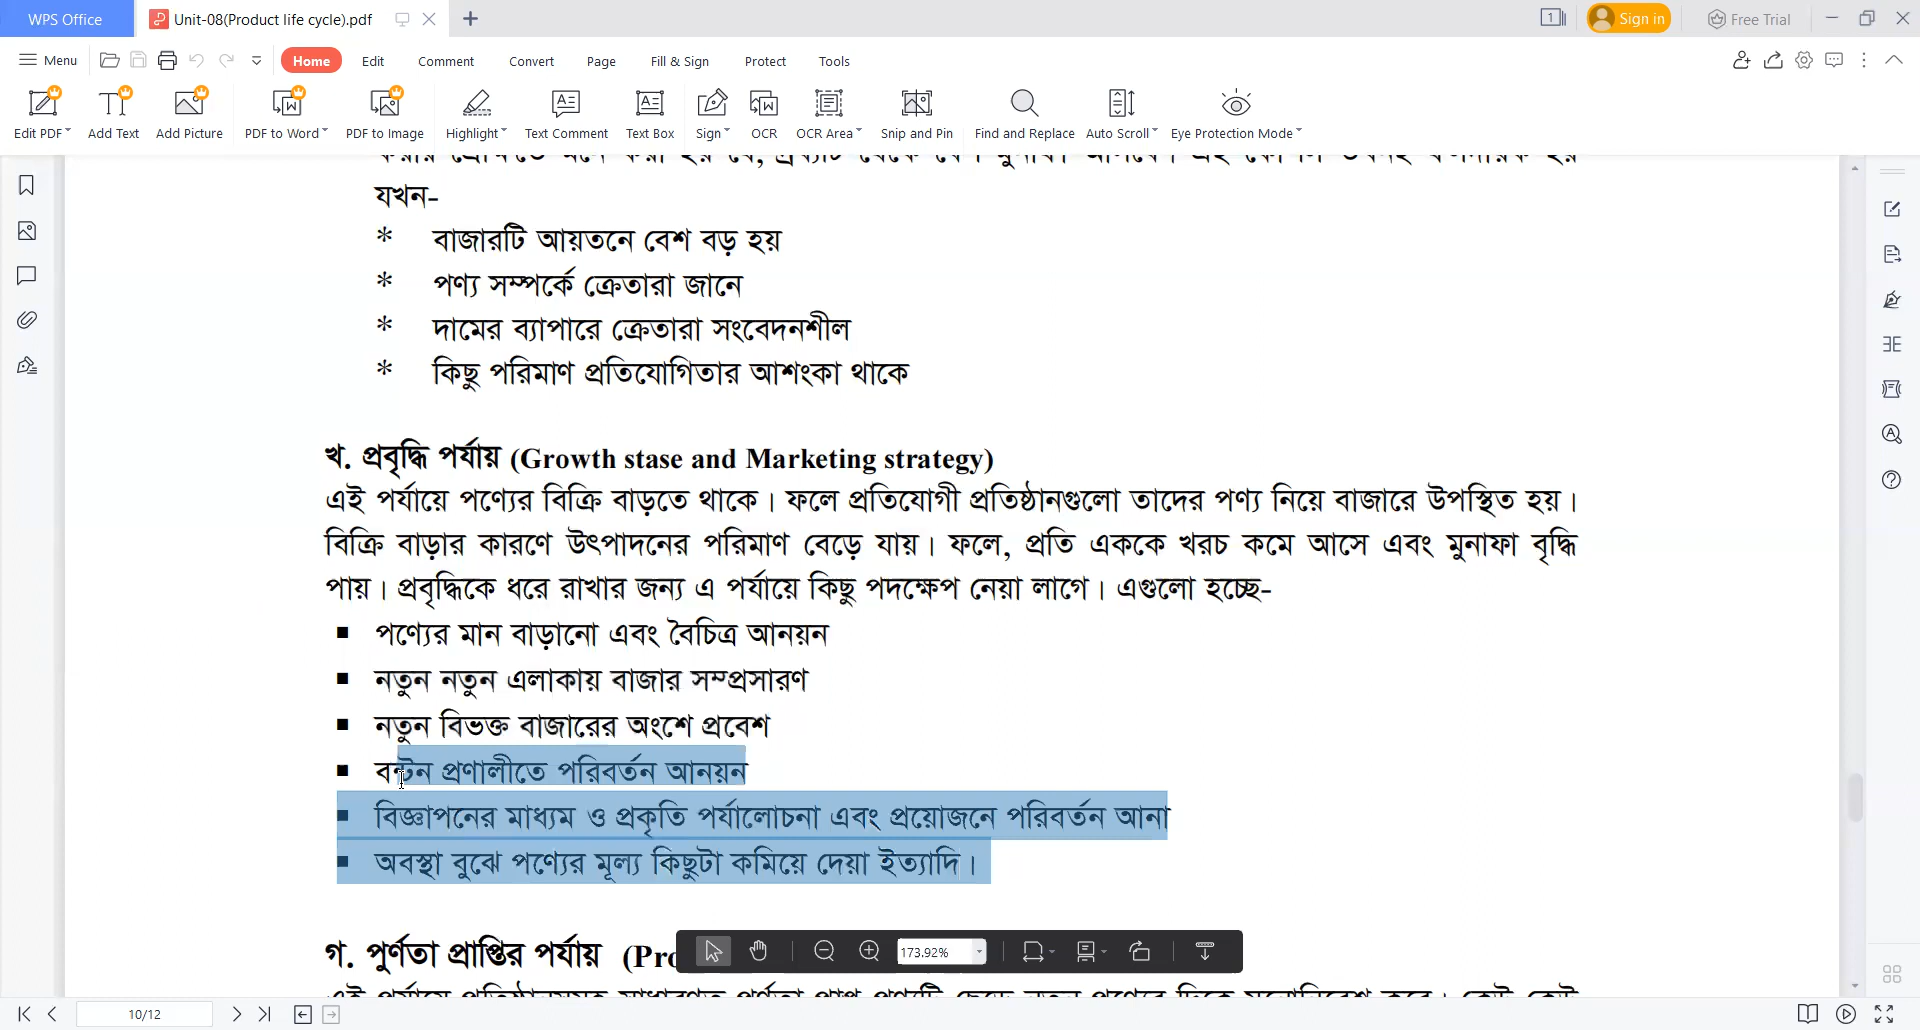 WPS Office
Unit-08(Product life cycle).pdf
1
Sign in
Free Trial
Menu
Home
Edit
Comment
Convert
Page
Fill & Sign
Protect
Tools
Edit PDF
Add Text
Add Picture
PDF to Word
PDF to Image
Highlight
Text Comment
Text Box
Sign
OCR
OCR Area
Snip and Pin
Find and Replace
Auto Scroll
Eye Protection Mode
যখন-
* বাজারটি আয়তনে বেশ বড় হয়
* পণ্য সম্পর্কে ক্রেতারা জানে
* দামের ব্যাপারে ক্রেতারা সংবেদনশীল
* কিছু পরিমাণ প্রতিযোগিতার আশংকা থাকে
খ. প্রবৃদ্ধি পর্যায় (Growth stase and Marketing strategy)
এই পর্যায়ে পণ্যের বিক্রি বাড়তে থাকে। ফলে প্রতিযোগী প্রতিষ্ঠানগুলো তাদের পণ্য নিয়ে বাজারে উপস্থিত হয়।
বিক্রি বাড়ার কারণে উৎপাদনের পরিমাণ বেড়ে যায়। ফলে, প্রতি এককে খরচ কমে আসে এবং মুনাফা বৃদ্ধি
পায়। প্রবৃদ্ধিকে ধরে রাখার জন্য এ পর্যায়ে কিছু পদক্ষেপ নেয়া লাগে। এগুলো হচ্ছে-
▪ পণ্যের মান বাড়ানো এবং বৈচিত্র আনয়ন
▪ নতুন নতুন এলাকায় বাজার সম্প্রসারণ
▪ নতুন বিভক্ত বাজারের অংশে প্রবেশ
▪ বন্টন প্রণালীতে পরিবর্তন আনয়ন
▪ বিজ্ঞাপনের মাধ্যম ও প্রকৃতি পর্যালোচনা এবং প্রয়োজনে পরিবর্তন আনা
▪ অবস্থা বুঝে পণ্যের মূল্য কিছুটা কমিয়ে দেয়া ইত্যাদি।
গ. পুর্ণতা প্রাপ্তির পর্যায় (Pro
173.92%
10/12